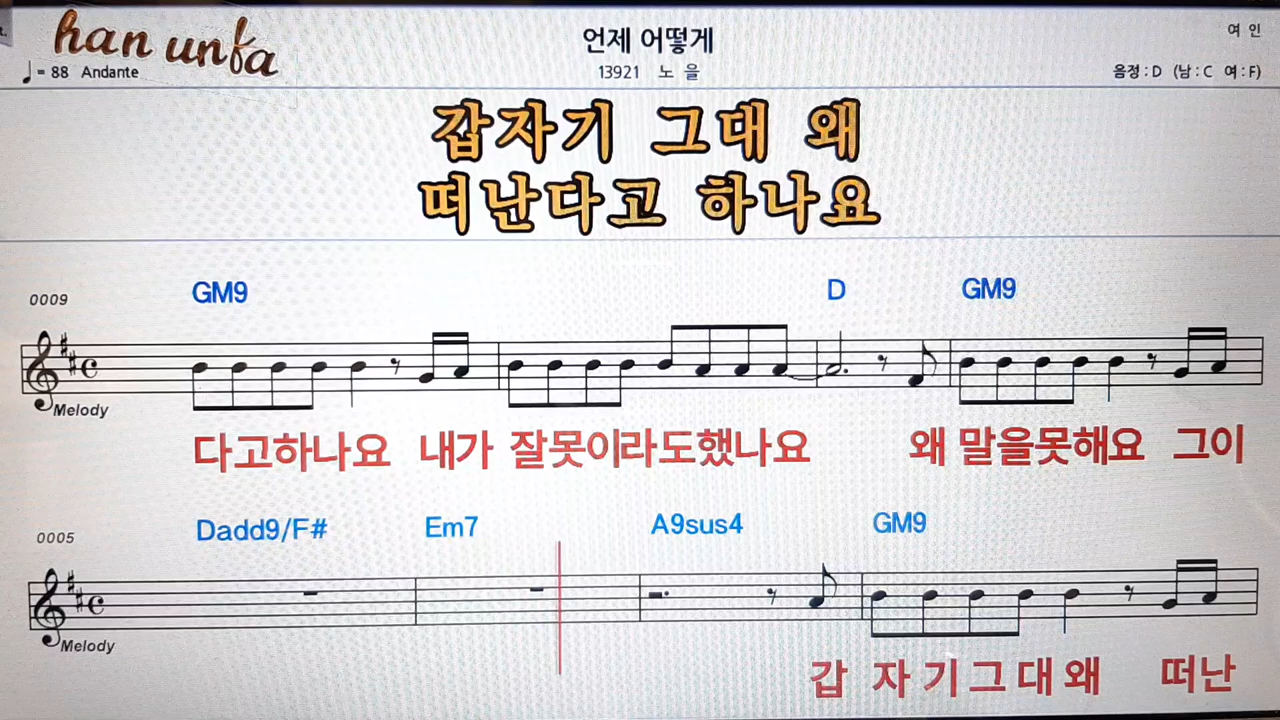 han unfa
언제 어떻게
여 인
♩= 88 Andante
13921 노 을
음정 : D (남 : C 여 : F)
갑자기 그대 왜
떠난다고 하나요
GM9 D GM9
0009
Melody
다고하나요 내가 잘못이라도했나요 왜 말을못해요 그이
Dadd9/F# Em7 A9sus4 GM9
0005
Melody
갑 자 기 그 대 왜 떠난